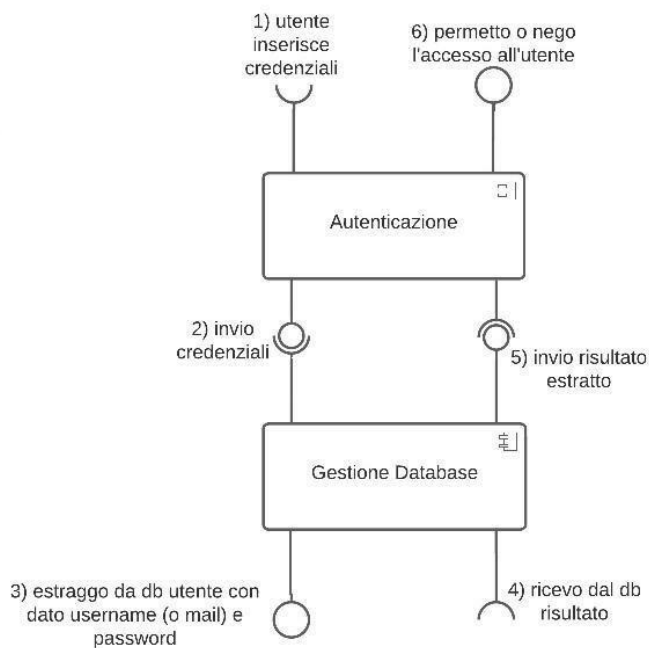 1) utente
inserisce
credenziali
6) permetto o nego
l'accesso all'utente
Autenticazione
2) invio
credenziali
5) invio risultato
estratto
Gestione Database
3) estraggo da db utente con
dato username (o mail) e
password
4) ricevo dal db
risultato